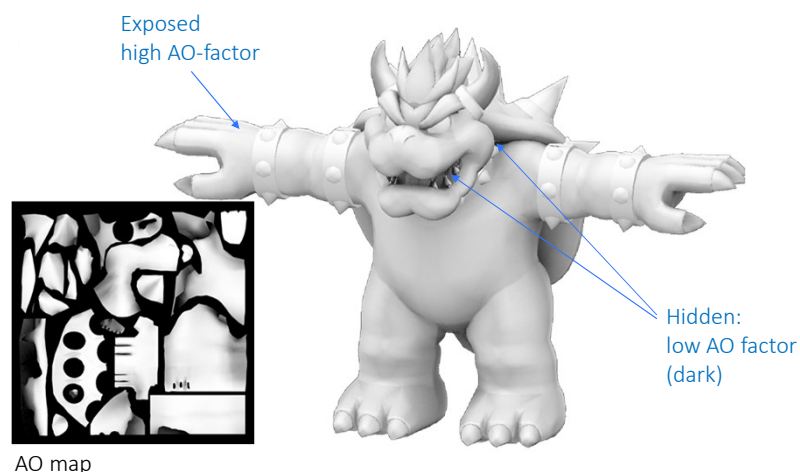 Exposed
high AO-factor
Hidden:
low AO factor
(dark)
AO map